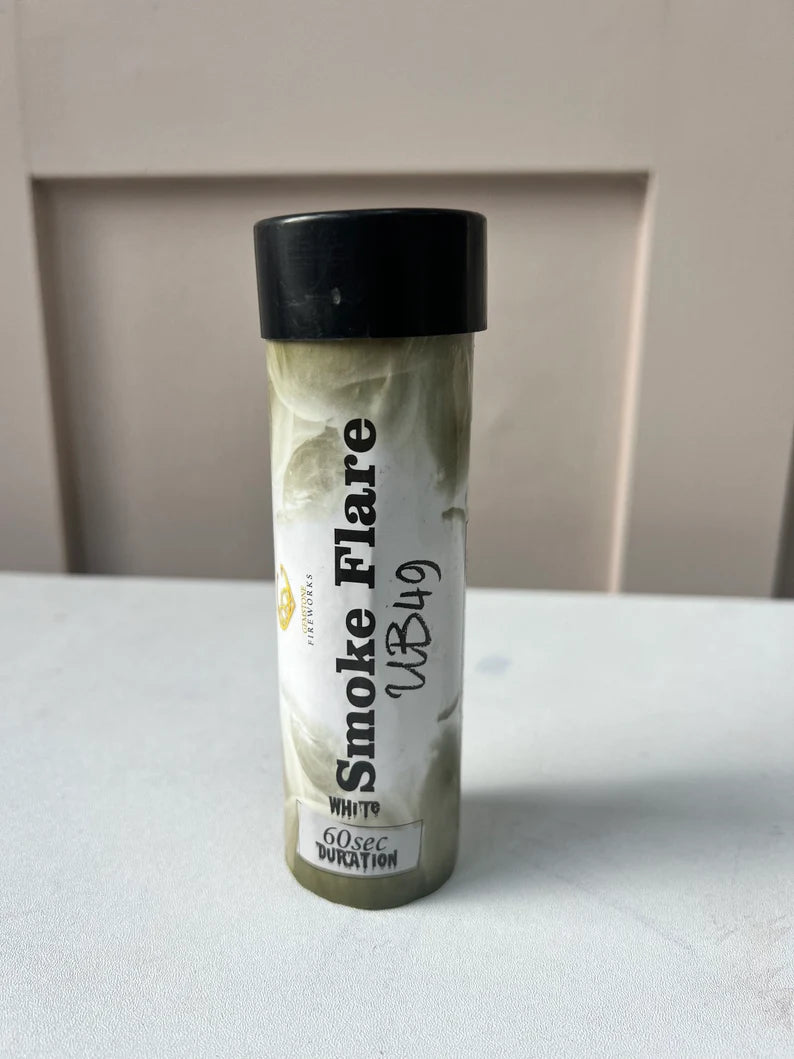 GEMSTONE
FIREWORKS
Smoke Flare
UB49
WHiTe
60sec
DURATION